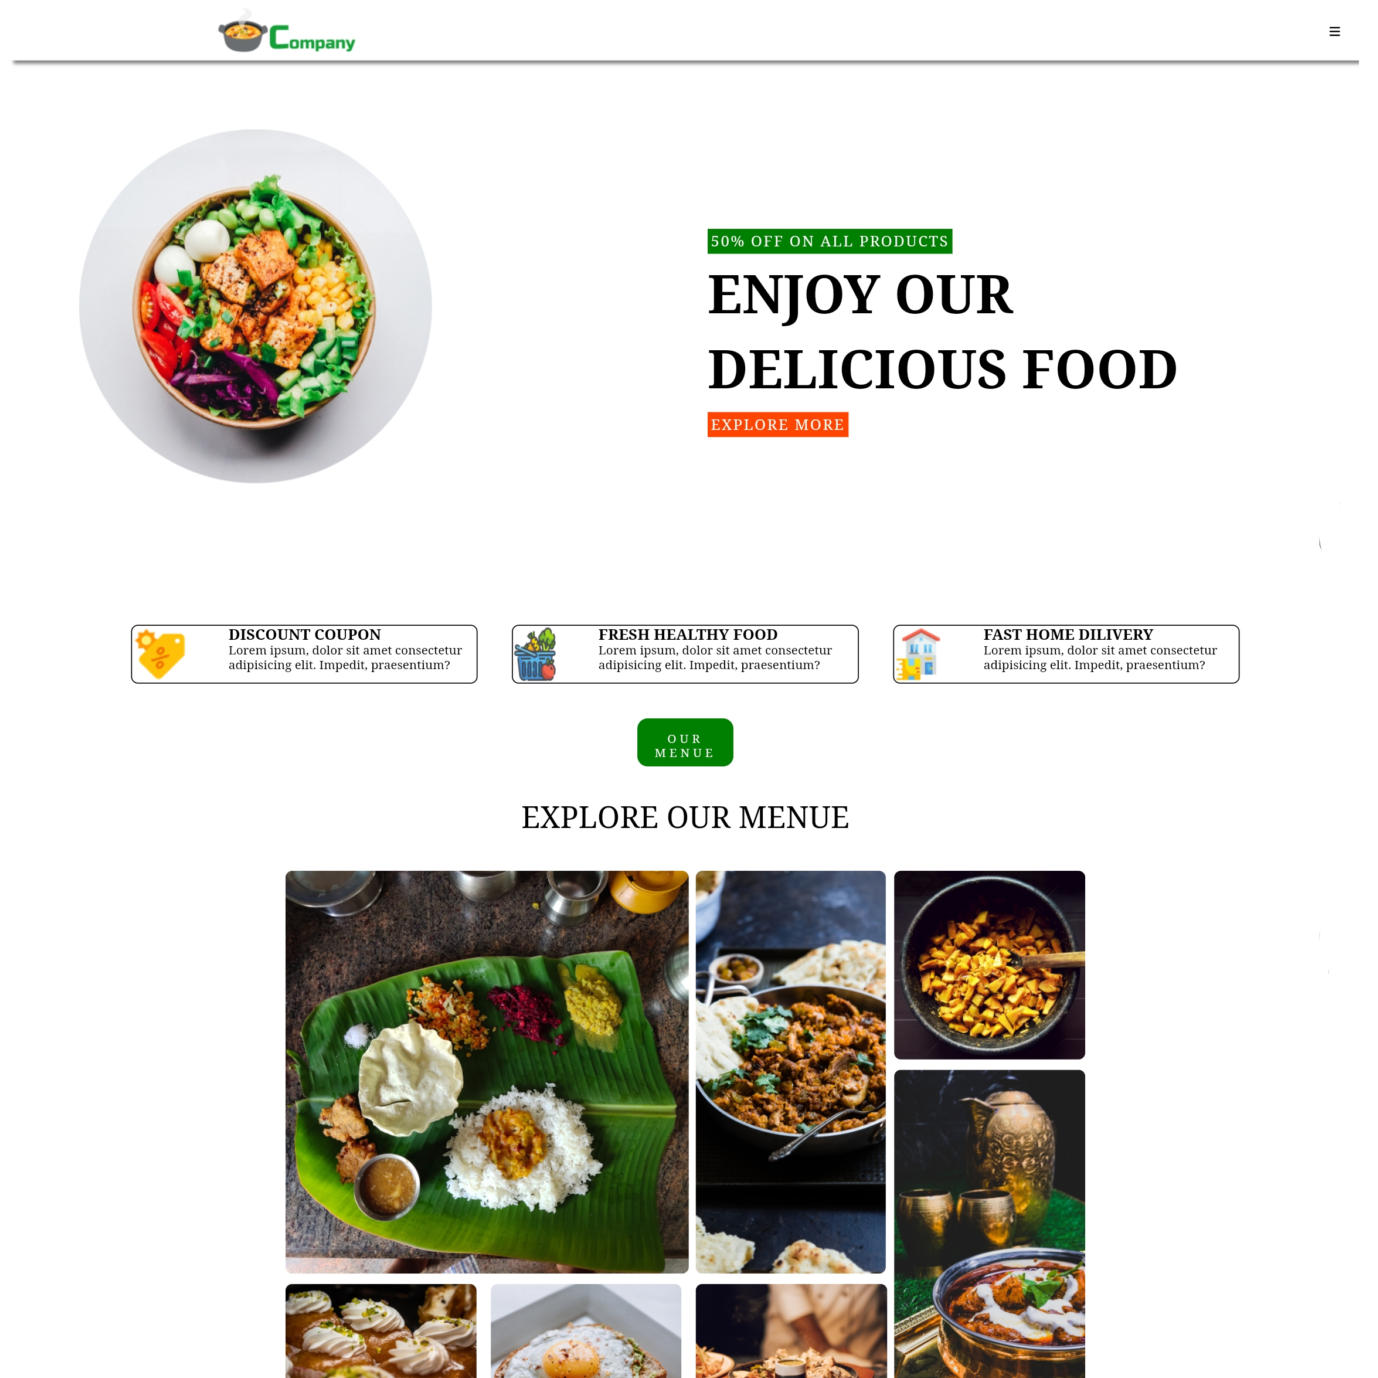 Company
50% OFF ON ALL PRODUCTS
ENJOY OUR
DELICIOUS FOOD
EXPLORE MORE
DISCOUNT COUPON
Lorem ipsum, dolor sit amet consectetur
adipisicing elit. Impedit, praesentium?
FRESH HEALTHY FOOD
Lorem ipsum, dolor sit amet consectetur
adipisicing elit. Impedit, praesentium?
FAST HOME DILIVERY
Lorem ipsum, dolor sit amet consectetur
adipisicing elit. Impedit, praesentium?
OUR
MENUE
EXPLORE OUR MENUE